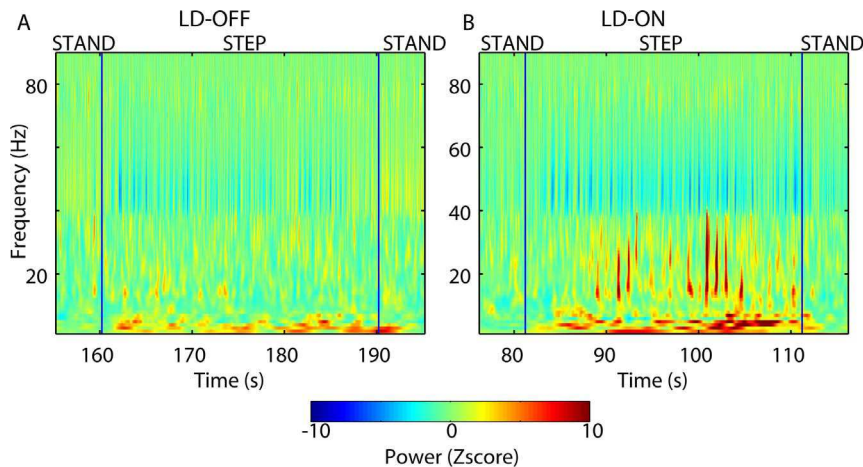 A LD-OFF B LD-ON
STAND STEP STAND STAND STEP STAND
80 80
60
40
20 20
Frequency (Hz)
160 170 180 190 80 90 100 110
Time (s) Time (s)
-10 0 10
Power (Zscore)